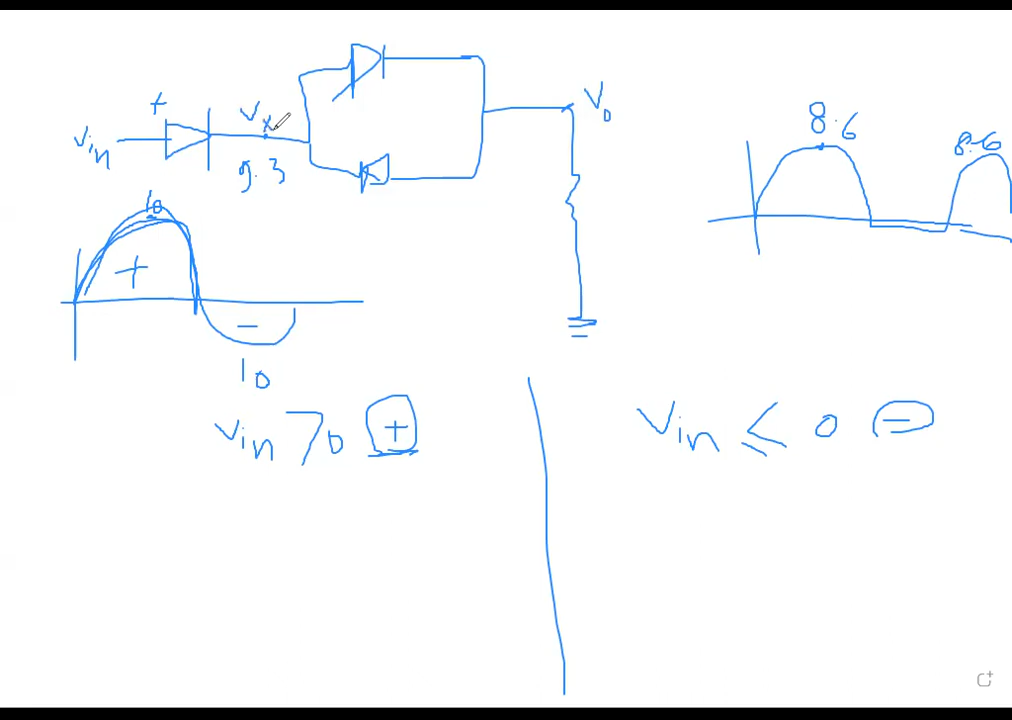 +
Vin
Vx
9.3
V0
8.6
8.6
10
+
-
10
Vin > 0 +
Vin ≤ 0 -